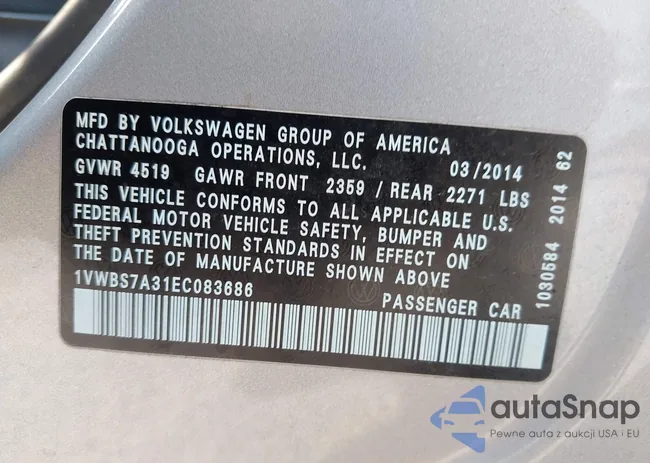 MFD BY VOLKSWAGEN GROUP OF AMERICA
CHATTANOOGA OPERATIONS, LLC. 03/2014
GVWR 4519 GAWR FRONT 2359 / REAR 2271 LBS
THIS VEHICLE CONFORMS TO ALL APPLICABLE U.S.
FEDERAL MOTOR VEHICLE SAFETY, BUMPER AND
THEFT PREVENTION STANDARDS IN EFFECT ON
THE DATE OF MANUFACTURE SHOWN ABOVE
1VWBS7A31EC083686 PASSENGER CAR
1030584 2014 62
autaSnap
Pewne auta z aukcji USA i EU